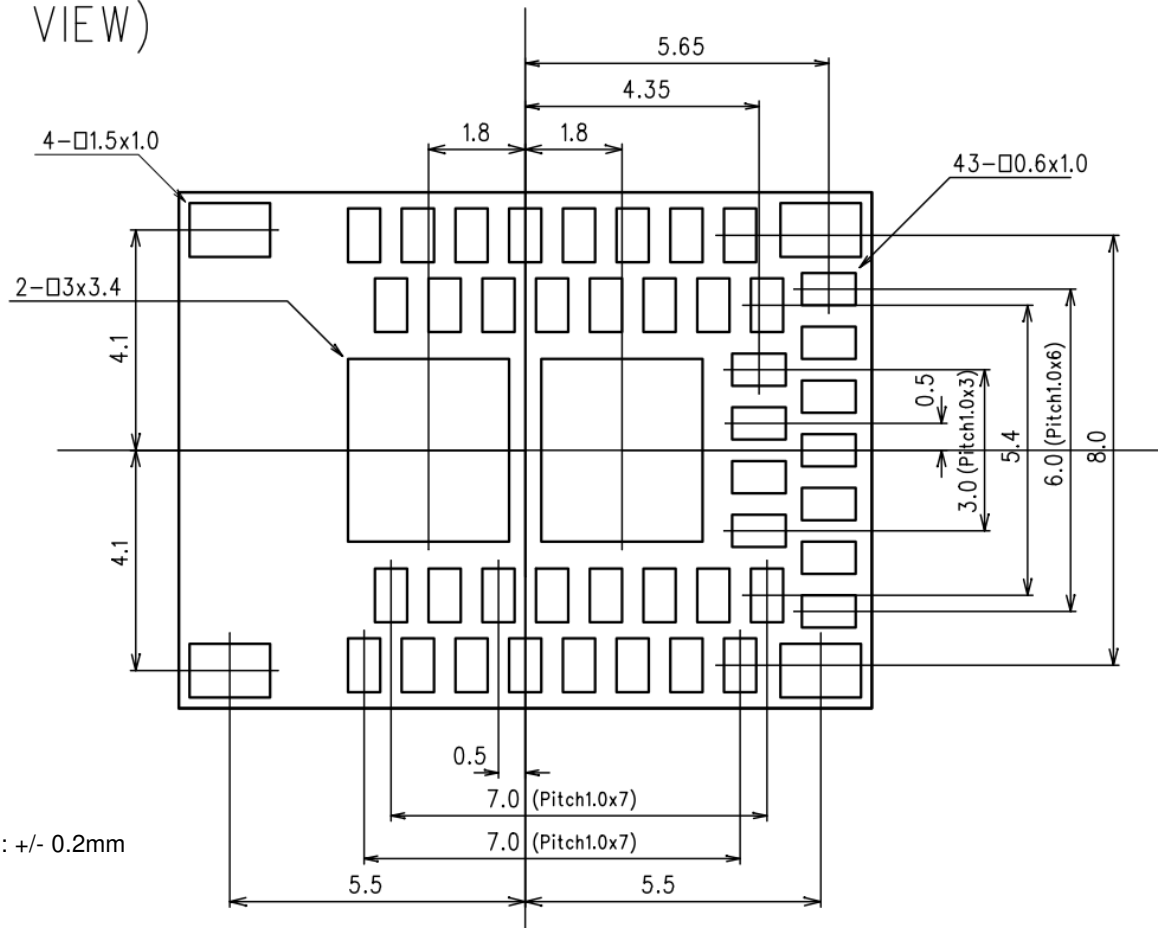 VIEW)
5.65
4.35
1.8
1.8
4-□1.5x1.0
43-□0.6x1.0
2-□3x3.4
4.1
4.1
0.5
3.0 (Pitch1.0x3)
5.4
6.0 (Pitch1.0x6)
8.0
0.5
7.0 (Pitch1.0x7)
7.0 (Pitch1.0x7)
: +/- 0.2mm
5.5
5.5